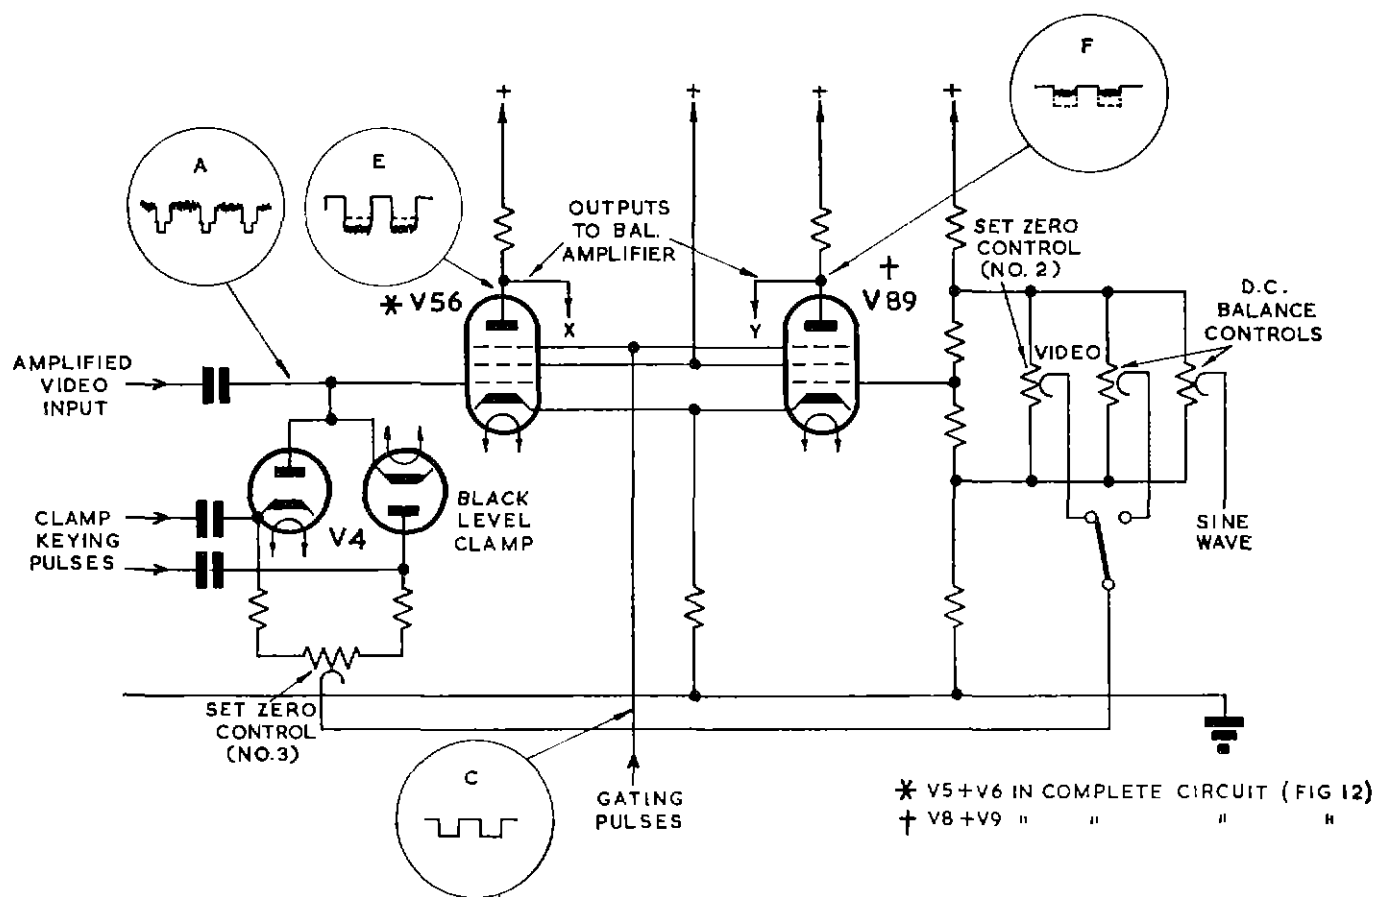 F
A
E
+
+
+
+
OUTPUTS
TO BAL.
AMPLIFIER
SET ZERO
CONTROL
(NO. 2)
* V56
† V89
D.C.
BALANCE
CONTROLS
X
Y
VIDEO
AMPLIFIED
VIDEO
INPUT
BLACK
LEVEL
CLAMP
CLAMP
KEYING
PULSES
V4
SINE
WAVE
SET ZERO
CONTROL
(NO.3)
C
GATING
PULSES
* V5+V6 IN COMPLETE CIRCUIT (FIG 12)
† V8+V9 " " " "